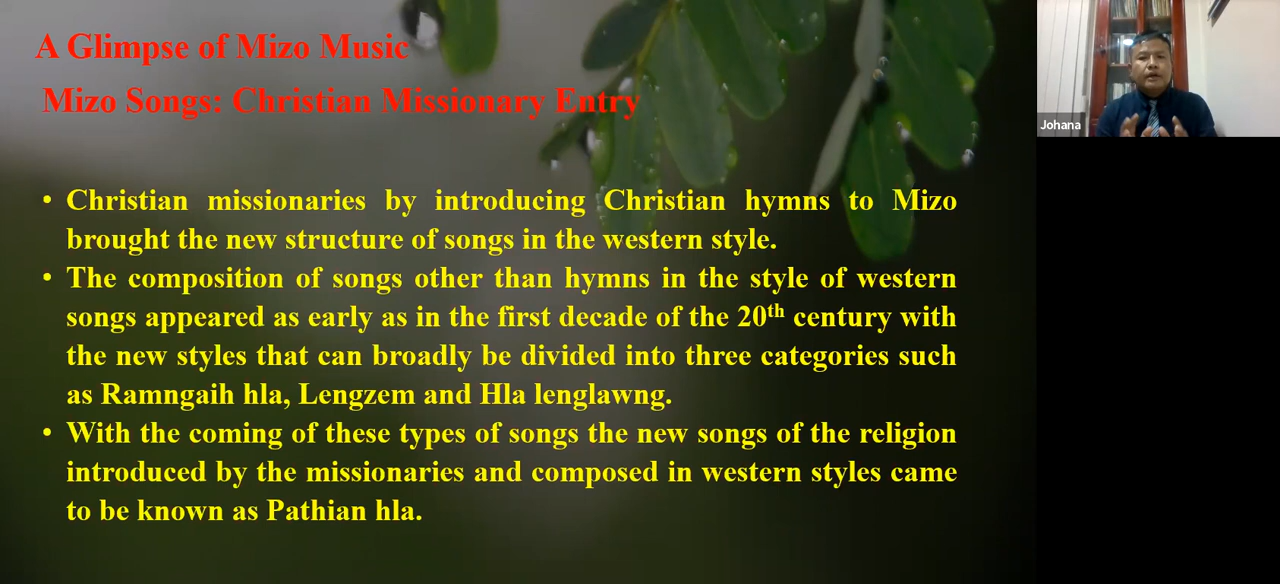 A Glimpse of Mizo Music
Mizo Songs: Christian Missionary Entry
• Christian missionaries by introducing Christian hymns to Mizo
brought the new structure of songs in the western style.
• The composition of songs other than hymns in the style of western
songs appeared as early as in the first decade of the 20th century with
the new styles that can broadly be divided into three categories such
as Ramngaih hla, Lengzem and Hla lenglawng.
• With the coming of these types of songs the new songs of the religion
introduced by the missionaries and composed in western styles came
to be known as Pathian hla.
Johana